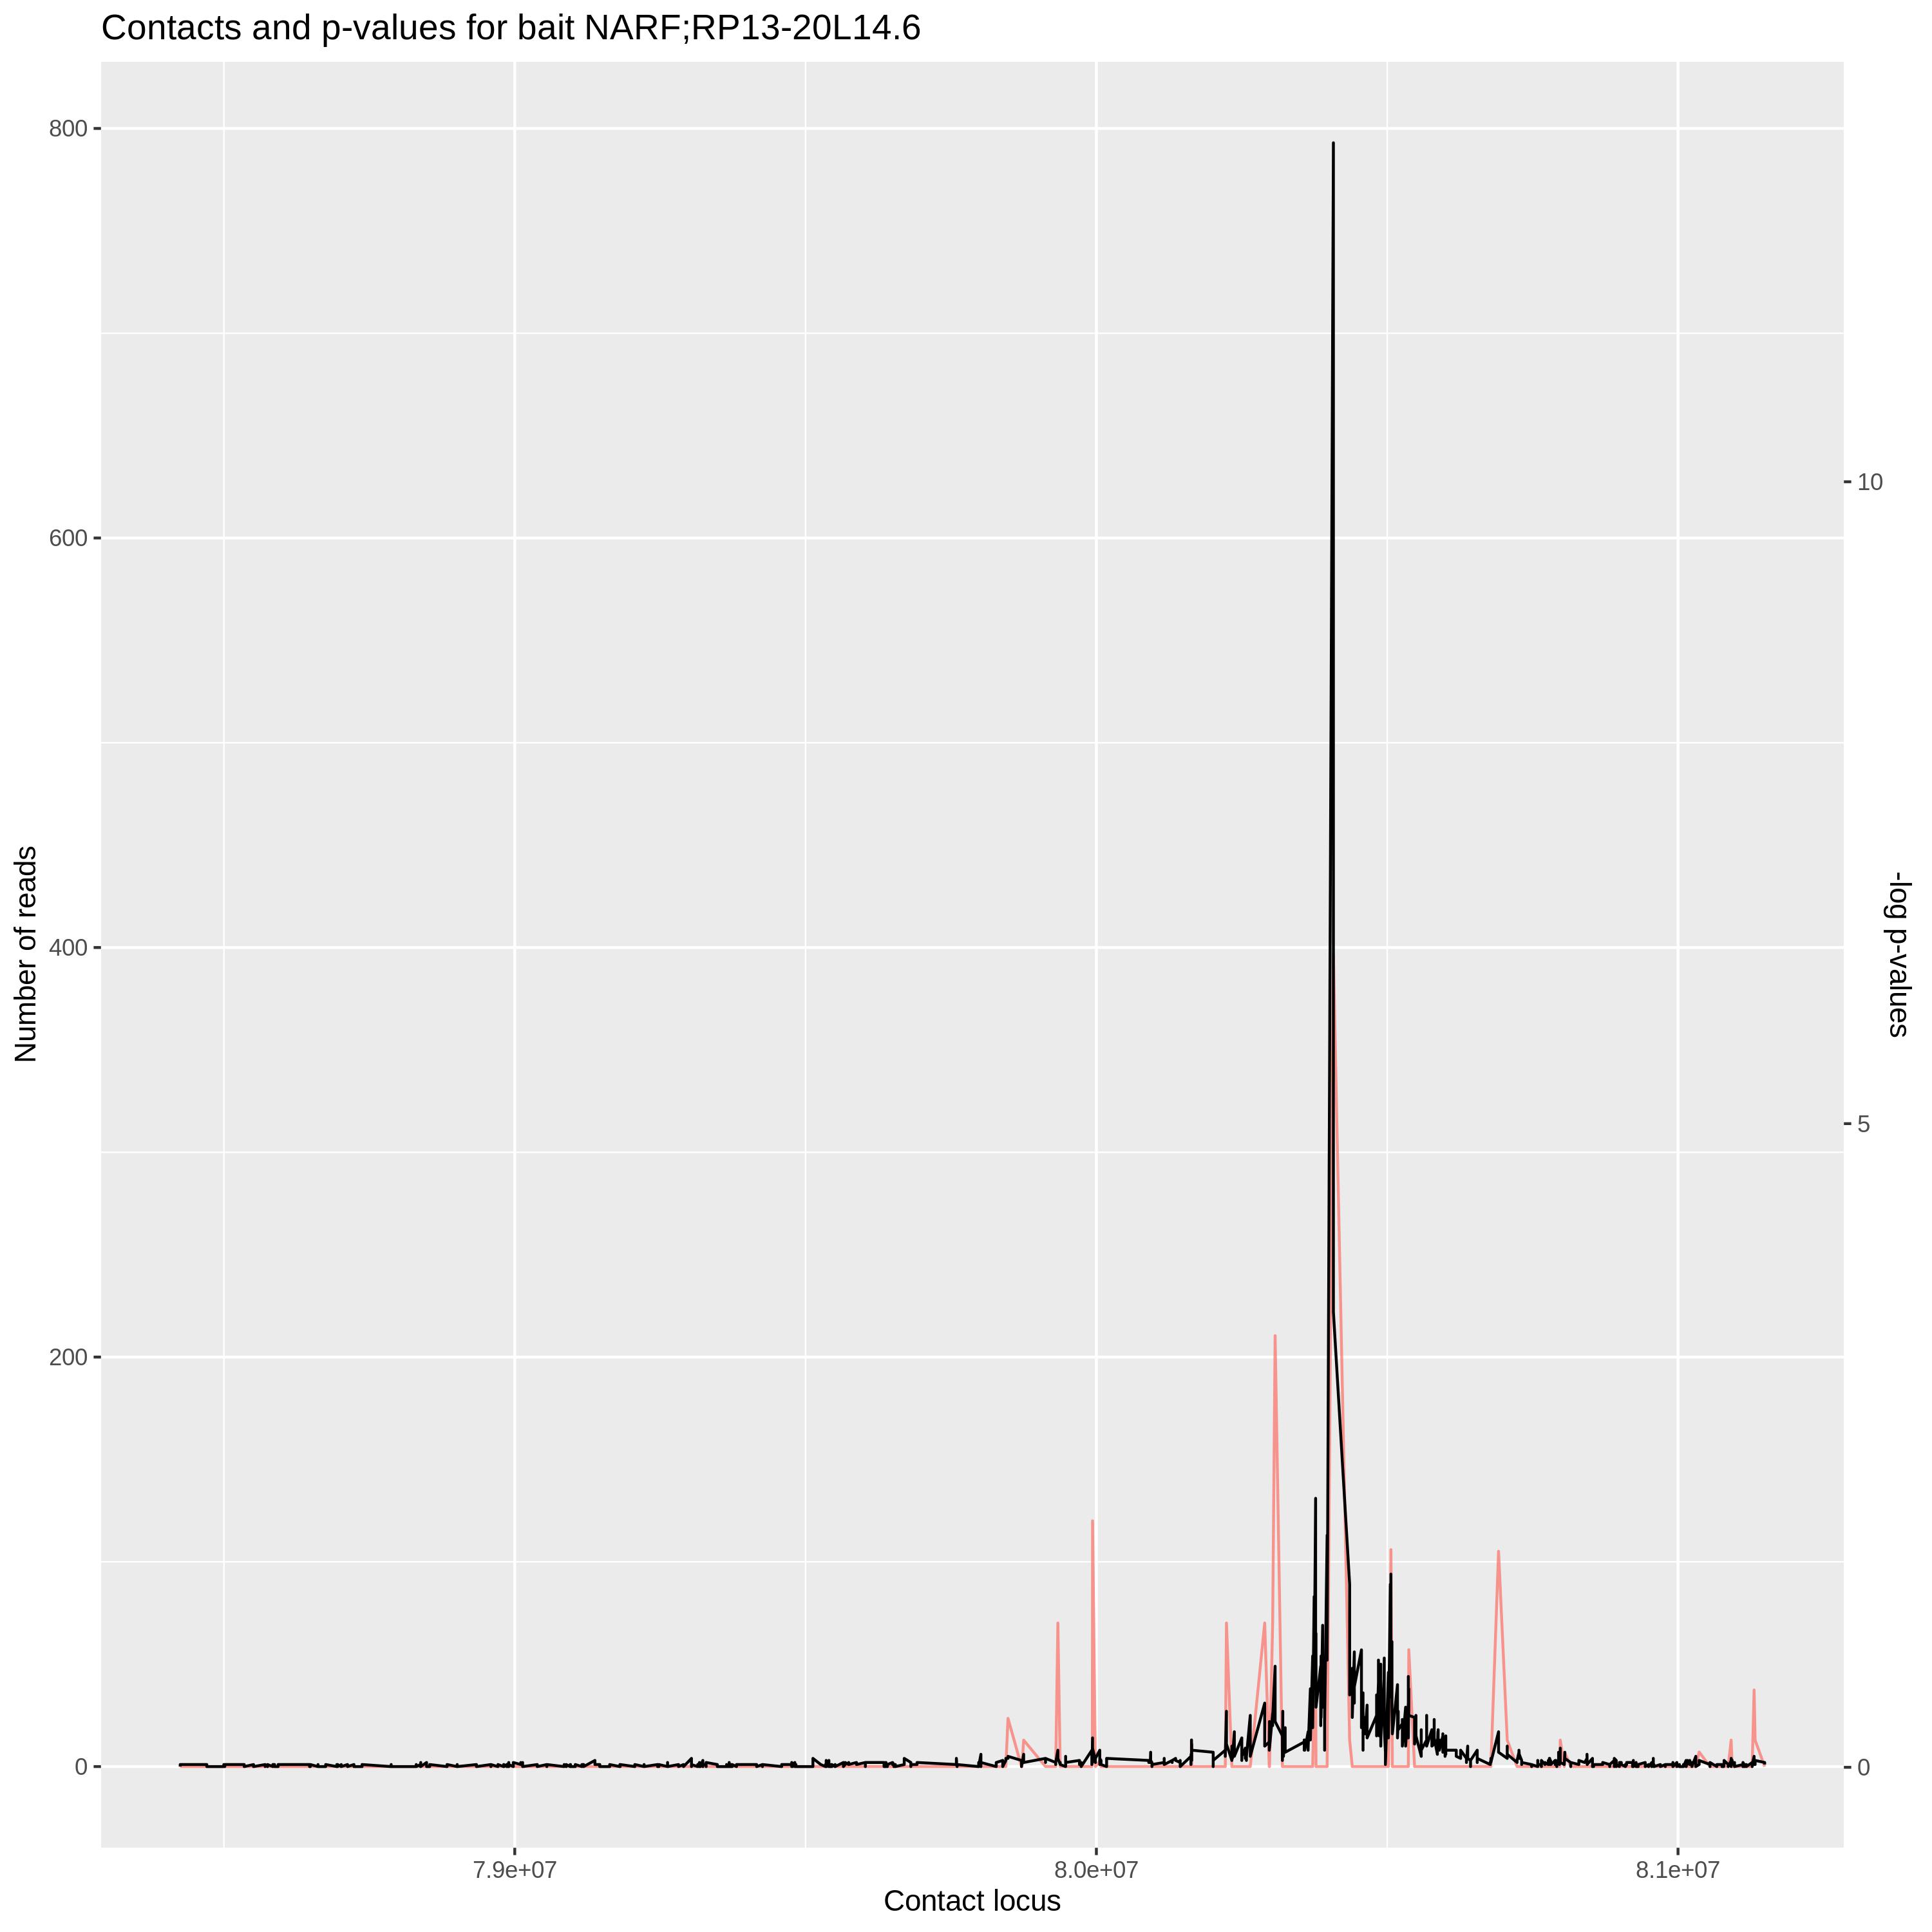 Contacts and p-values for bait NARF;RP13-20L14.6
800
600
400
200
0
Number of reads
10
5
0
-log p-values
7.9e+07
8.0e+07
8.1e+07
Contact locus